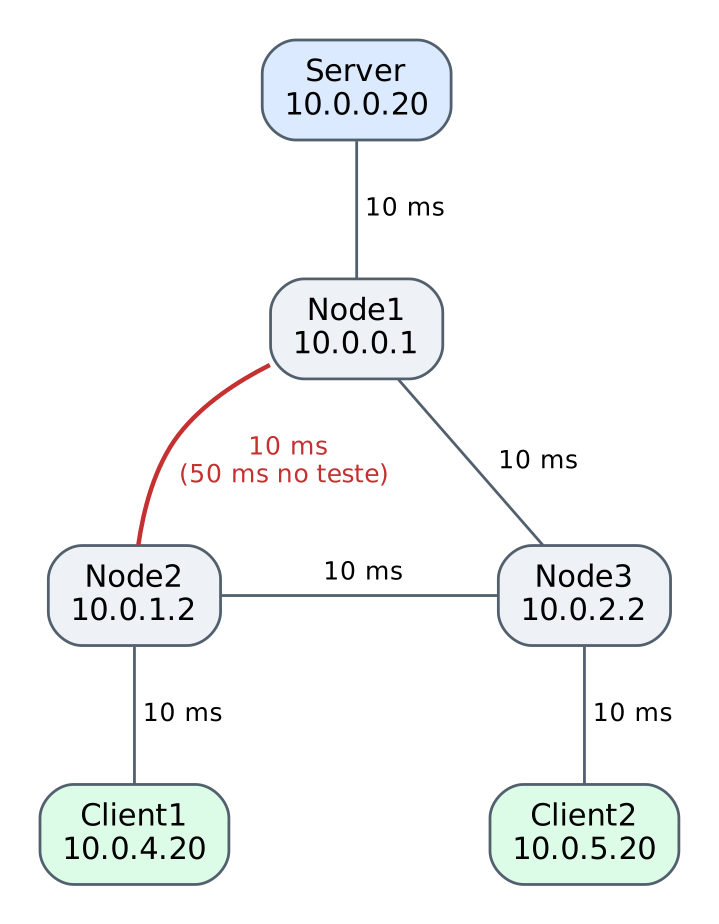 Server
10.0.0.20
10 ms
Node1
10.0.0.1
10 ms
(50 ms no teste)
10 ms
10 ms
Node2
10.0.1.2
Node3
10.0.2.2
10 ms
10 ms
Client1
10.0.4.20
Client2
10.0.5.20